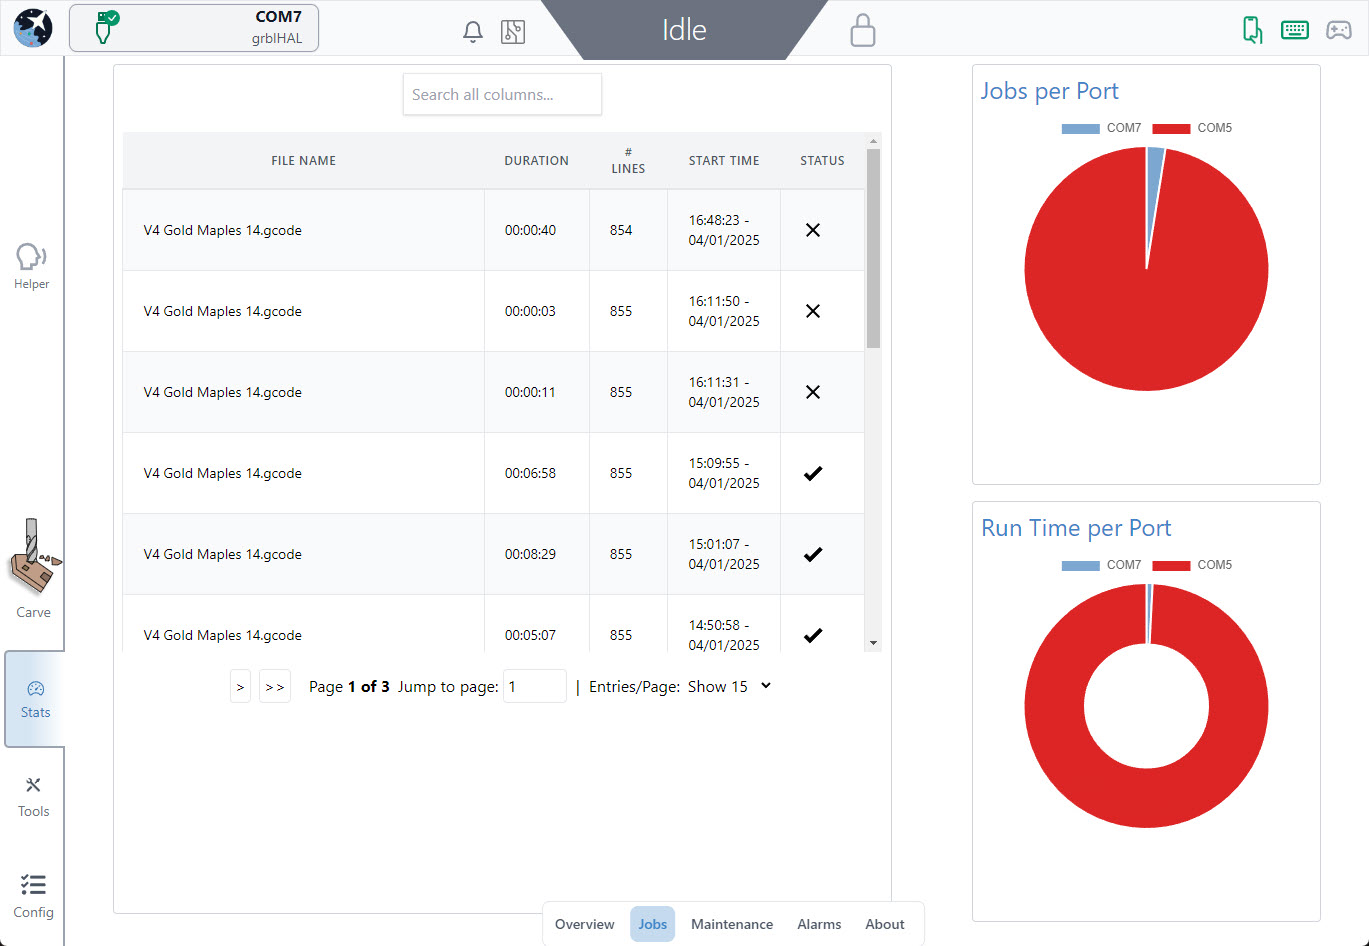 COM7
grblHAL
Idle
Helper
Carve
Stats
Tools
Config
Search all columns...
FILE NAME DURATION # LINES START TIME STATUS
V4 Gold Maples 14.gcode 00:00:40 854 16:48:23 - 04/01/2025
V4 Gold Maples 14.gcode 00:00:03 855 16:11:50 - 04/01/2025
V4 Gold Maples 14.gcode 00:00:11 855 16:11:31 - 04/01/2025
V4 Gold Maples 14.gcode 00:06:58 855 15:09:55 - 04/01/2025
V4 Gold Maples 14.gcode 00:08:29 855 15:01:07 - 04/01/2025
V4 Gold Maples 14.gcode 00:05:07 855 14:50:58 - 04/01/2025
> >> Page 1 of 3 Jump to page: 1 | Entries/Page: Show 15
Jobs per Port
COM7 COM5
Run Time per Port
COM7 COM5
Overview Jobs Maintenance Alarms About